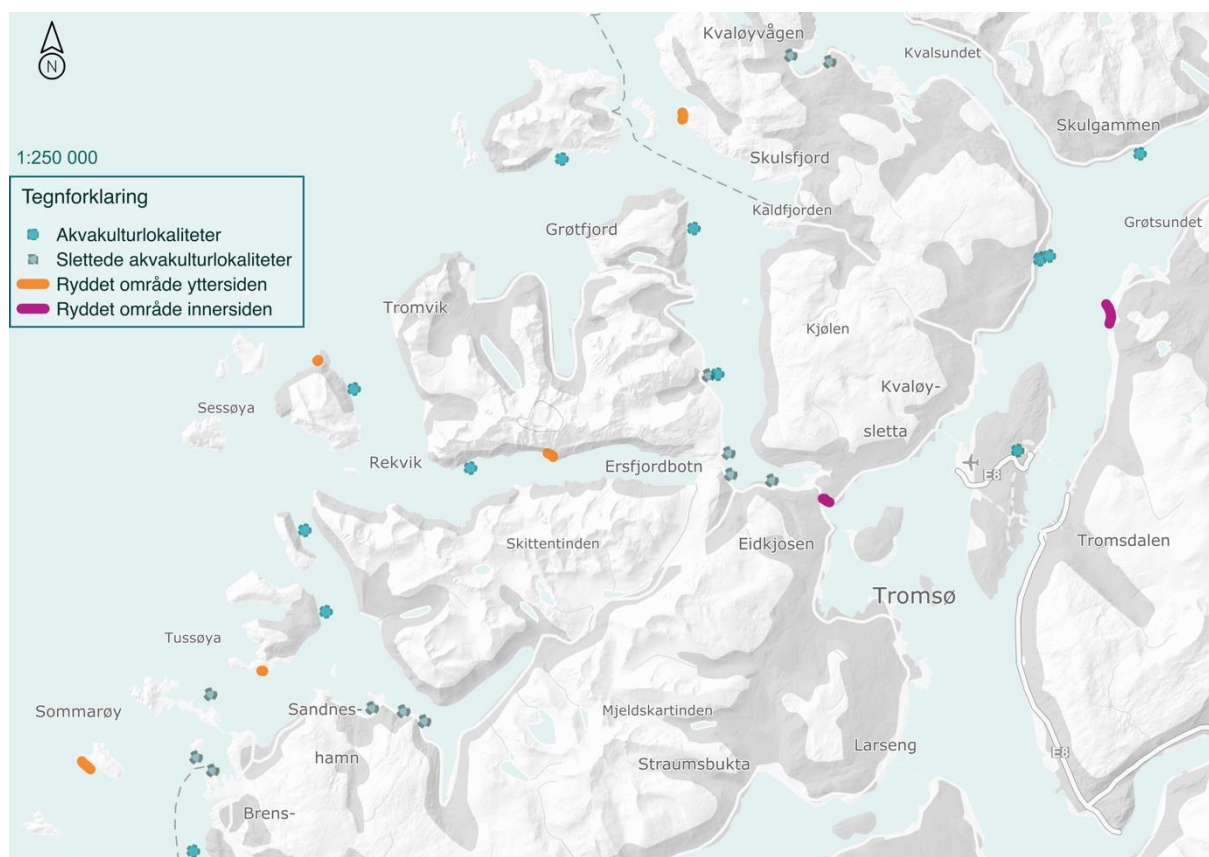 N
1:250 000
Tegnforklaring
Akvakulturlokaliteter
Slettede akvakulturlokaliteter
Ryddet område yttersiden
Ryddet område innersiden
Kvaløyvågen
Kvalsundet
Skulgammen
Skulsfjord
Kaldfjorden
Grøtsundet
Grøtfjord
Tromvik
Kjølen
Kvaløy-
sletta
Sessøya
Rekvik
Ersfjordbotn
E8
Skittentinden
Eidkjosen
Tromsdalen
Tromsø
Tussøya
Sommarøy
Sandnes-
hamn
Mjeldskartinden
Straumsbukta
Larseng
E8
Brens-